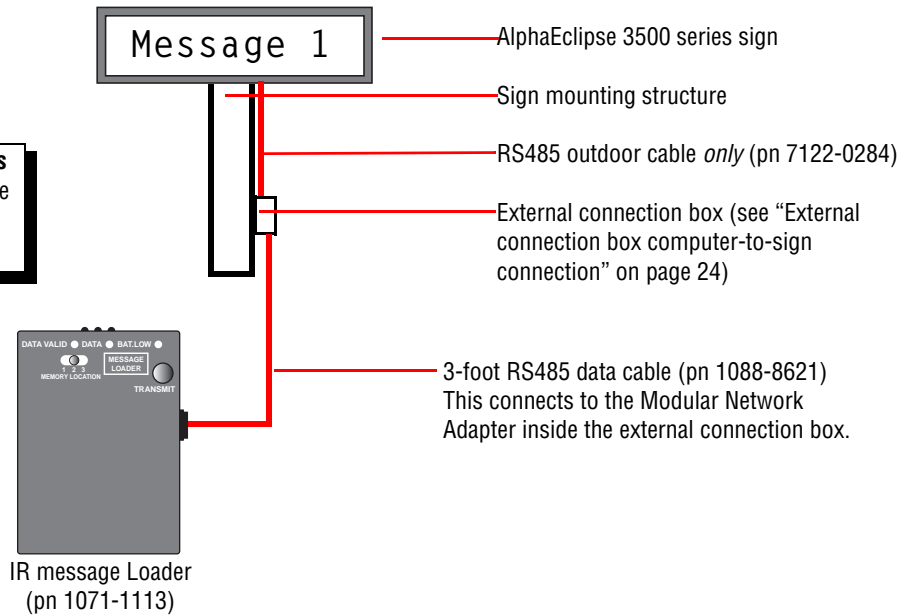 Message 1
AlphaEclipse 3500 series sign
Sign mounting structure
RS485 outdoor cable only (pn 7122-0284)
External connection box (see “External
connection box computer-to-sign
connection” on page 24)
s
e
DATA VALID DATA BAT.LOW
1 2 3
MEMORY LOCATION
MESSAGE
LOADER
TRANSMIT
3-foot RS485 data cable (pn 1088-8621)
This connects to the Modular Network
Adapter inside the external connection box.
IR message Loader
(pn 1071-1113)